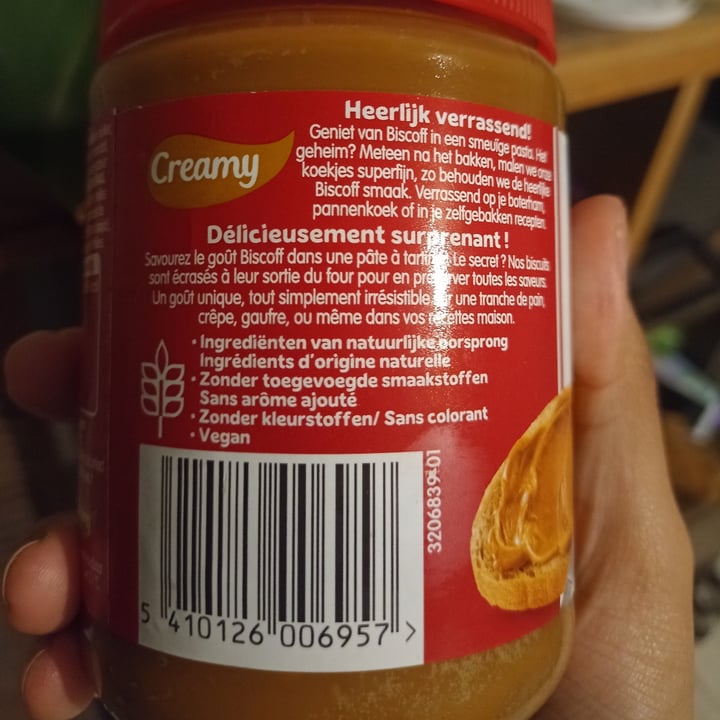 Creamy
Heerlijk verrassend!
Geniet van Biscoff in een smeuïge pasta. Het
geheim? Meteen na het bakken, malen we onze
koekjes superfijn, zo behouden we de heerlijke
Biscoff smaak. Verrassend op je boterham,
pannenkoek of in je zelfgebakken recepten.
Délicieusement surprenant !
Savourez le goût Biscoff dans une pâte à Le secret ? Nos biscuits
sont écrasés à leur sortie du four pour en préserver toutes les saveurs.
Un goût unique, tout simplement irrésistible sur une tranche de pain,
crêpe, gaufre, ou même dans vos recettes maison.
• Ingrediënten van natuurlijke oorsprong
Ingrédients d'origine naturelle
• Zonder toegevoegde smaakstoffen
Sans arôme ajouté
• Zonder kleurstoffen/ Sans colorant
• Vegan
3206839-01
5 410126 006957 >